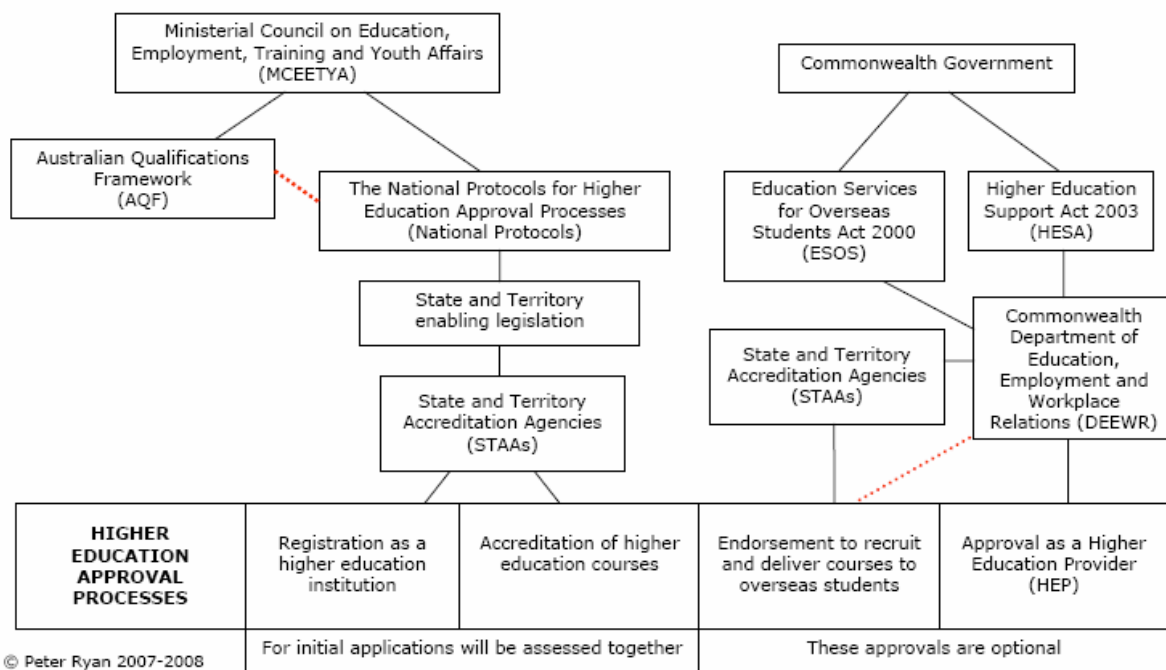 Ministerial Council on Education,
Employment, Training and Youth Affairs
(MCEETYA)
Commonwealth Government
Australian Qualifications
Framework
(AQF)
The National Protocols for Higher
Education Approval Processes
(National Protocols)
Education Services
for Overseas
Students Act 2000
(ESOS)
Higher Education
Support Act 2003
(HESA)
State and Territory
enabling legislation
Commonwealth
Department of
Education,
Employment and
Workplace
Relations (DEEWR)
State and Territory
Accreditation Agencies
(STAAs)
State and Territory
Accreditation Agencies
(STAAs)
HIGHER
EDUCATION
APPROVAL
PROCESSES
Registration as a
higher education
institution
Accreditation of higher
education courses
Endorsement to recruit
and deliver courses to
overseas students
Approval as a Higher
Education Provider
(HEP)
For initial applications will be assessed together
These approvals are optional
© Peter Ryan 2007-2008